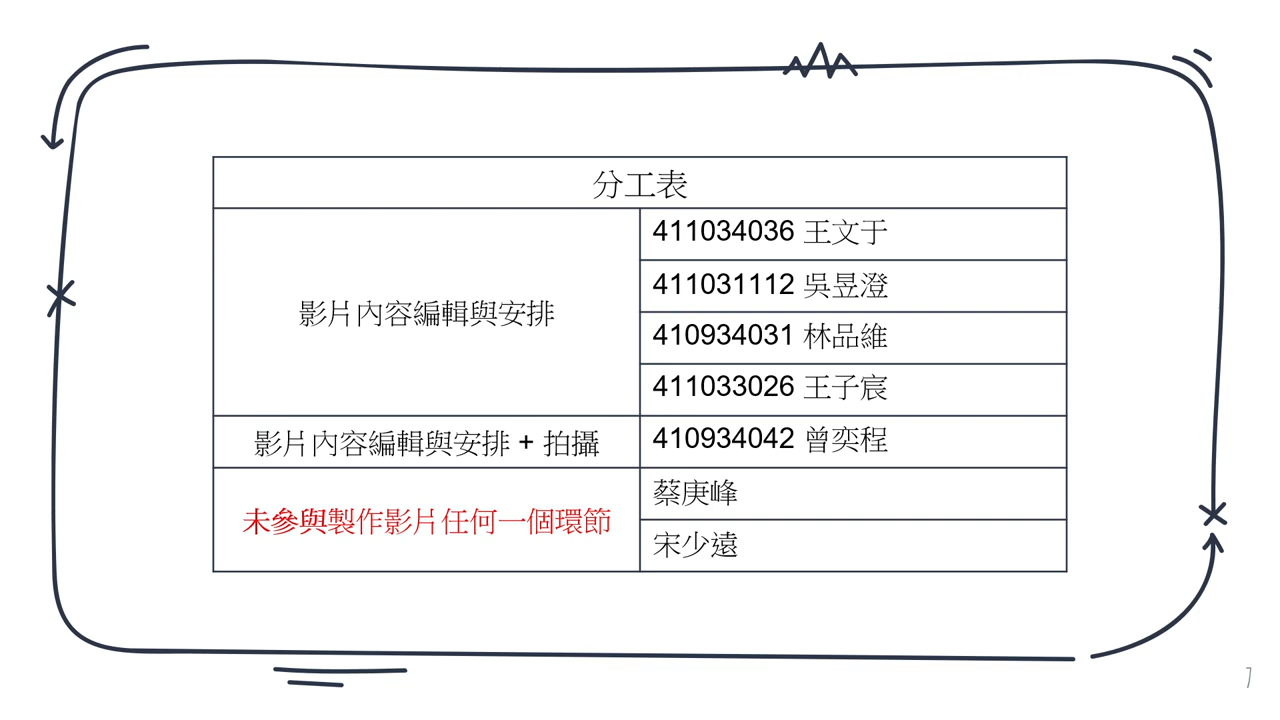 分工表
影片內容編輯與安排
411034036 王文于
411031112 吳昱澄
410934031 林品維
411033026 王子宸
影片內容編輯與安排 + 拍攝
410934042 曾奕程
未參與製作影片任何一個環節
蔡庚峰
宋少遠
7